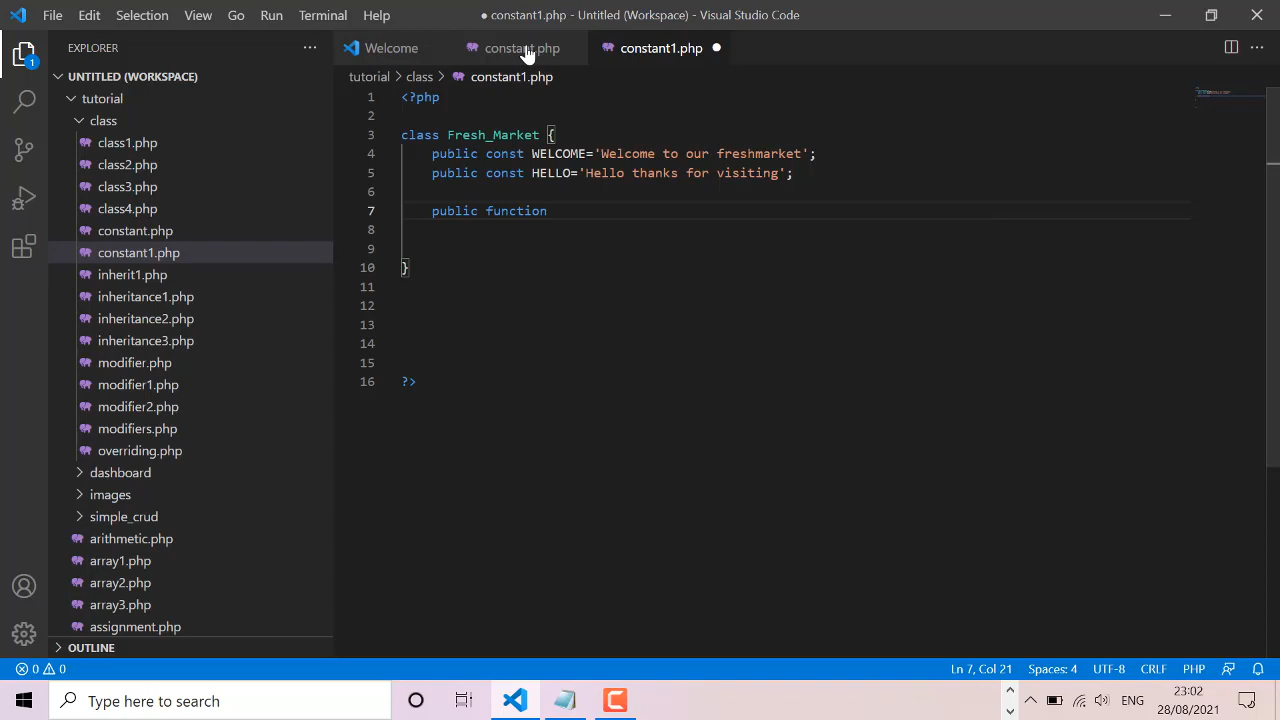 File Edit Selection View Go Run Terminal Help
● constant1.php - Untitled (Workspace) - Visual Studio Code
EXPLORER
UNTITLED (WORKSPACE)
tutorial
class
class1.php
class2.php
class3.php
class4.php
constant.php
constant1.php
inherit1.php
inheritance1.php
inheritance2.php
inheritance3.php
modifier.php
modifier1.php
modifier2.php
modifiers.php
overriding.php
dashboard
images
simple_crud
arithmetic.php
array1.php
array2.php
array3.php
assignment.php
OUTLINE
1
Welcome constant.php constant1.php
tutorial > class > constant1.php
1 <?php
2
3 class Fresh_Market {
4 public const WELCOME='Welcome to our freshmarket';
5 public const HELLO='Hello thanks for visiting';
6
7 public function
8
9
10 }
11
12
13
14
15
16 ?>
0 0 Ln 7, Col 21 Spaces: 4 UTF-8 CRLF PHP
Type here to search
ENG
23:02
28/08/2021